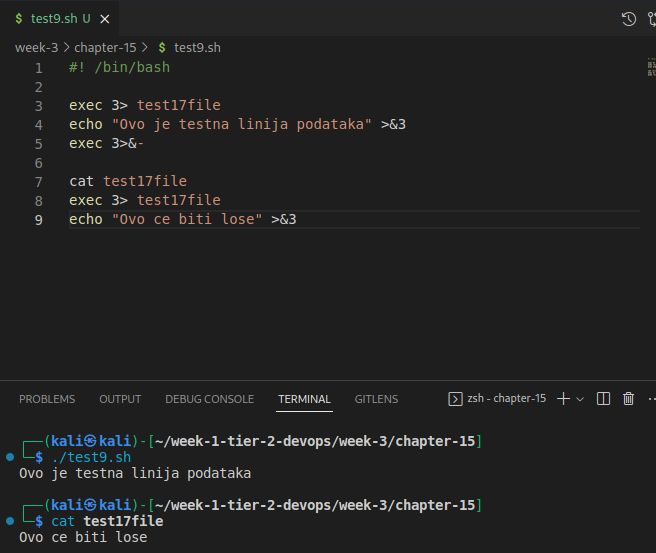 $ test9.sh U ×
week-3 > chapter-15 > $ test9.sh
1 #! /bin/bash
2
3 exec 3> test17file
4 echo "Ovo je testna linija podataka" >&3
5 exec 3>&-
6
7 cat test17file
8 exec 3> test17file
9 echo "Ovo ce biti lose" >&3
PROBLEMS OUTPUT DEBUG CONSOLE TERMINAL GITLENS zsh - chapter-15
┌──(kali㉿kali)-[~/week-1-tier-2-devops/week-3/chapter-15]
└─$ ./test9.sh
Ovo je testna linija podataka
┌──(kali㉿kali)-[~/week-1-tier-2-devops/week-3/chapter-15]
└─$ cat test17file
Ovo ce biti lose